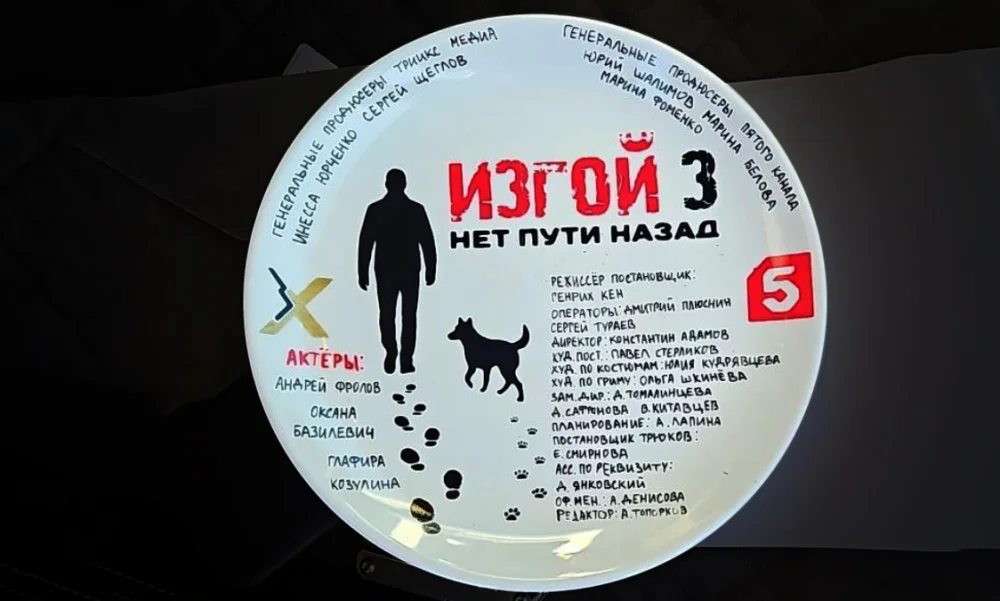 ГЕНЕРАЛЬНЫЕ ПРОДЮСЕРЫ ТРИИКС МЕДИА
ИНЕССА ЮРЧЕНКО СЕРГЕЙ ЩЕГЛОВ
ГЕНЕРАЛЬНЫЕ ПРОДЮСЕРЫ ПЯТОГО КАНАЛА
ЮРИЙ ШАЛИМОВ МАРИНА БЕЛОВА
МАРИНА ФОМЕНКО
ИЗГОЙ 3
НЕТ ПУТИ НАЗАД
5
X
АКТЁРЫ:
АНДРЕЙ ФРОЛОВ
ОКСАНА
БАЗИЛЕВИЧ
ГЛАФИРА
КОЗУЛИНА
РЕЖИССЁР ПОСТАНОВЩИК:
ГЕНРИХ КЕН
ОПЕРАТОРЫ: ДМИТРИЙ ПЛЮСНИН
СЕРГЕЙ ТУРАЕВ
ДИРЕКТОР: КОНСТАНТИН АДАМОВ
ХУД. ПОСТ.: ПАВЕЛ СТЕРЛИКОВ
ХУД. ПО КОСТЮМАМ: ЮЛИЯ КУДРЯВЦЕВА
ХУД. ПО ГРИМУ: ОЛЬГА ШКИНЁВА
ЗАМ. ДИР.: Д. ТОМАЛИНЦЕВА
Д. САФРОНОВА В. КИТАВЦЕВ
ПЛАНИРОВАНИЕ: А. ЛАПИНА
ПОСТАНОВЩИК ТРЮКОВ:
Е. СМИРНОВА
АСС. ПО РЕКВИЗИТУ:
Д. ЯНКОВСКИЙ
ОФ. МЕН.: А. ДЕНИСОВА
РЕДАКТОР: А. ТОПОРКОВ